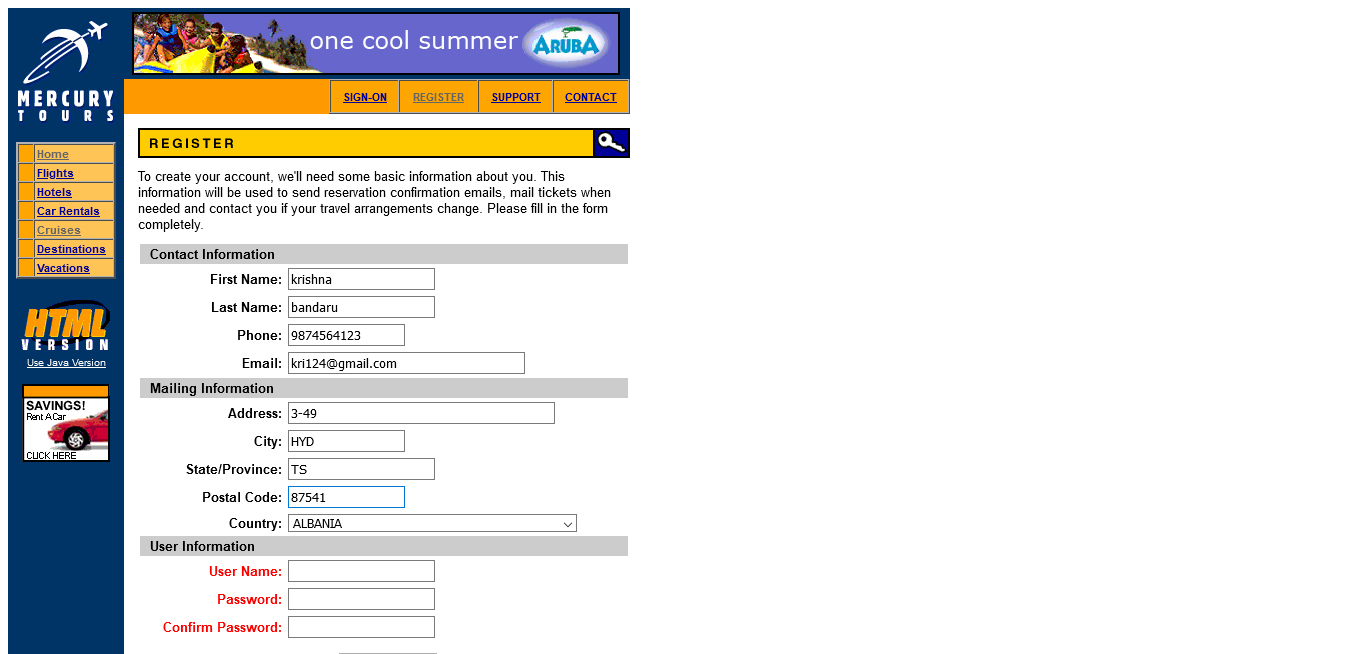 one cool summer ARUBA
MERCURY
TOURS
SIGN-ON REGISTER SUPPORT CONTACT
Home
Flights
Hotels
Car Rentals
Cruises
Destinations
Vacations
HTML
VERSION
Use Java Version
SAVINGS!
Rent A Car
CLICK HERE
REGISTER
To create your account, we'll need some basic information about you. This
information will be used to send reservation confirmation emails, mail tickets when
needed and contact you if your travel arrangements change. Please fill in the form
completely.
Contact Information
First Name: krishna
Last Name: bandaru
Phone: 9874564123
Email: kri124@gmail.com
Mailing Information
Address: 3-49
City: HYD
State/Province: TS
Postal Code: 87541
Country: ALBANIA
User Information
User Name:
Password:
Confirm Password: